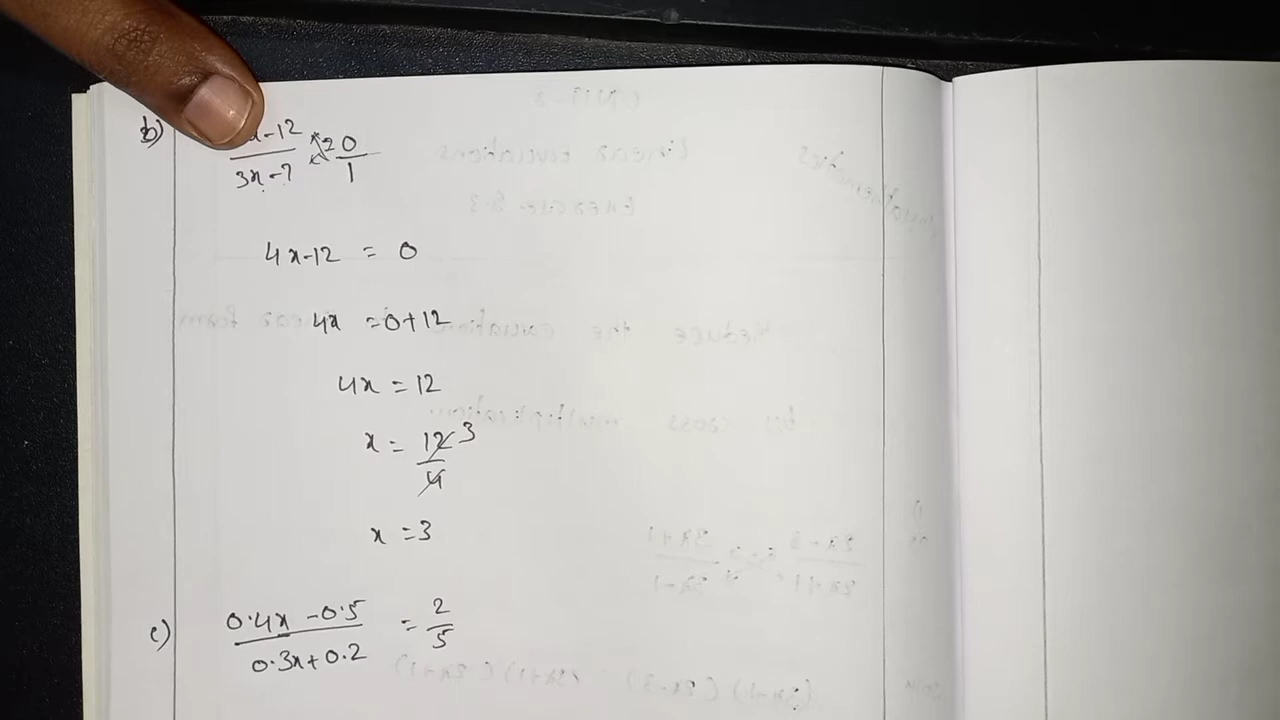 b) x-12/3x-7 = 0/1
4x-12 = 0
4x = 0+12
4x = 12
x = 12/4 3
x = 3
c) 0.4x - 0.5/0.3x + 0.2 = 2/5